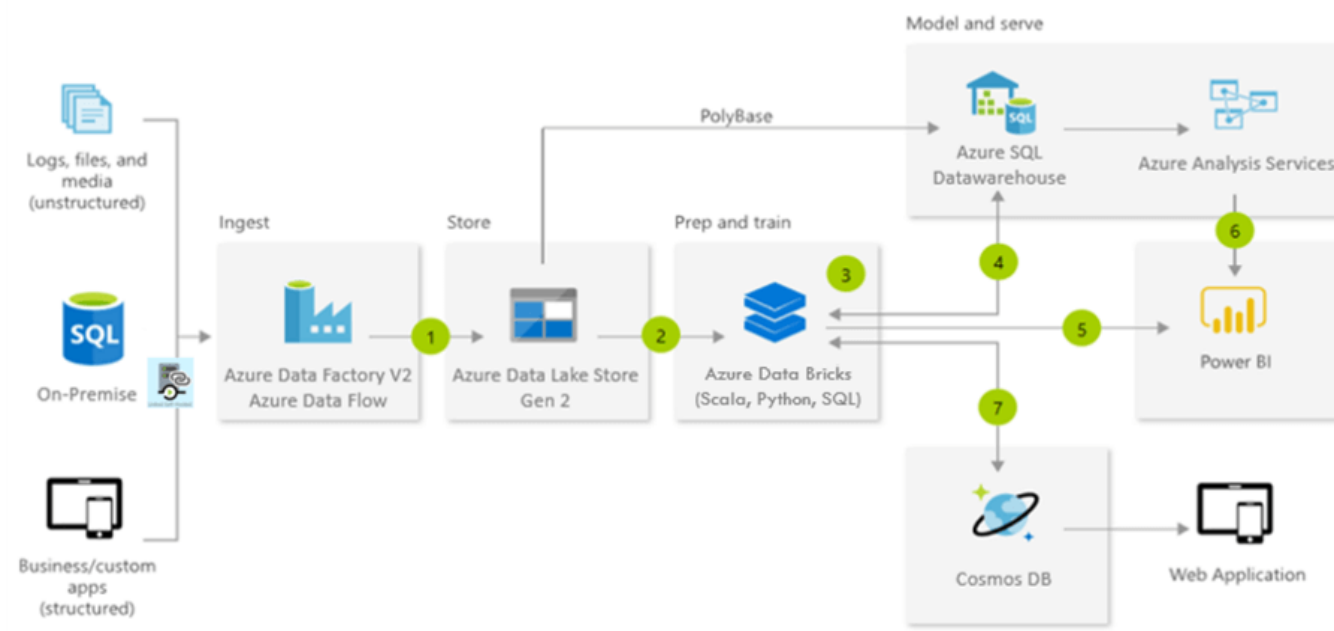 Model and serve
PolyBase
SQL
Azure SQL
Datawarehouse
Azure Analysis Services
Logs, files, and
media
(unstructured)
Ingest
Store
Prep and train
6
4
3
SQL
1
2
5
Azure Data Factory V2
Azure Data Flow
Azure Data Lake Store
Gen 2
Azure Data Bricks
(Scala, Python, SQL)
Power BI
On-Premise
7
Business/custom
apps
(structured)
Cosmos DB
Web Application